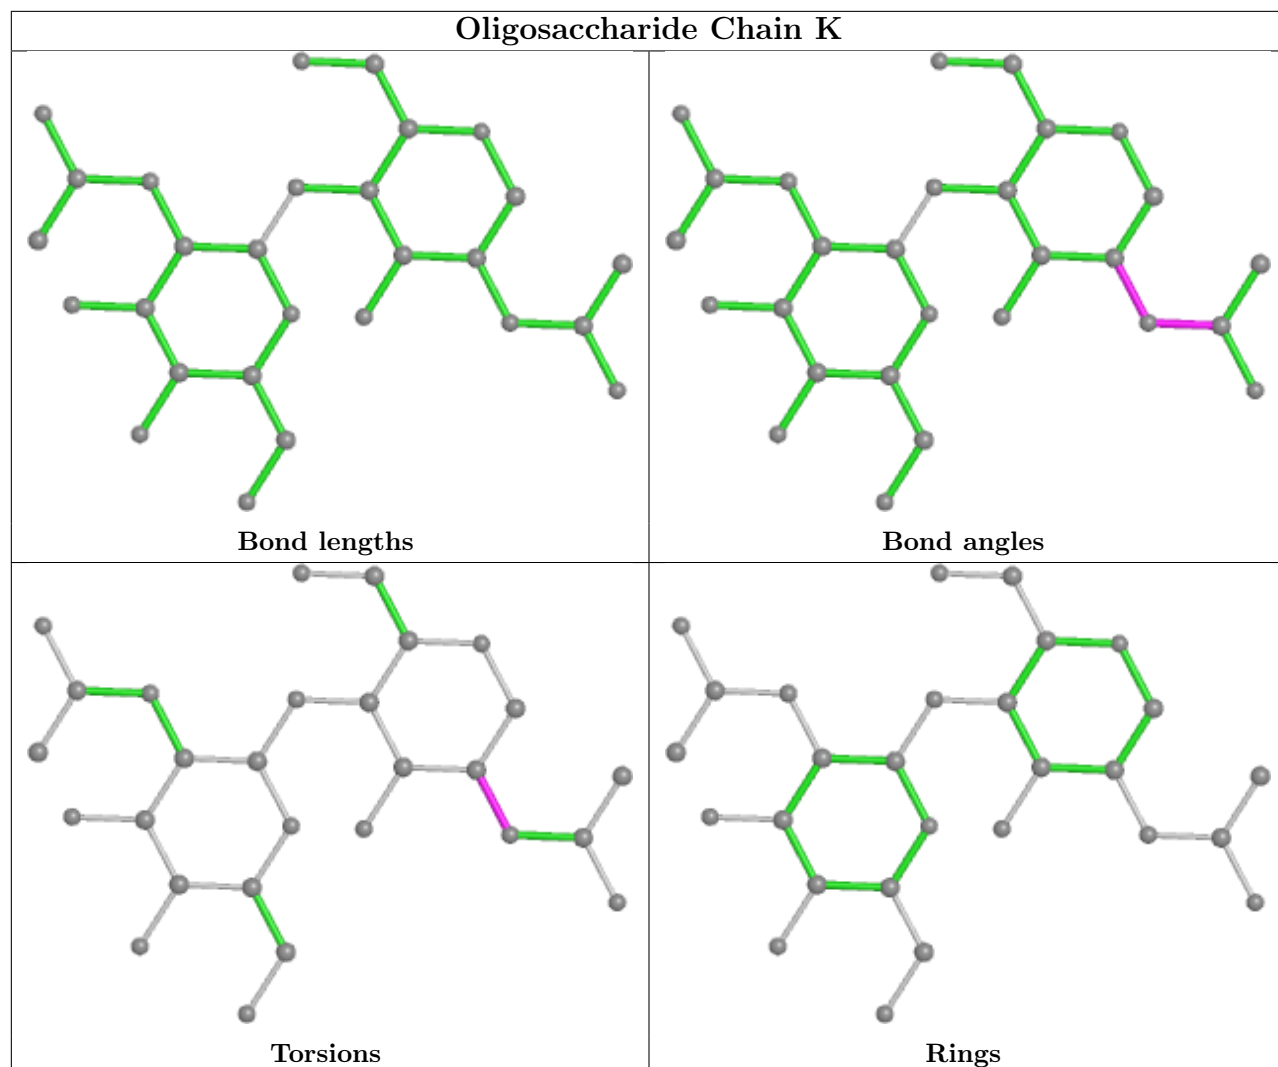 Oligosaccharide Chain K
Bond lengths
Bond angles
Torsions
Rings